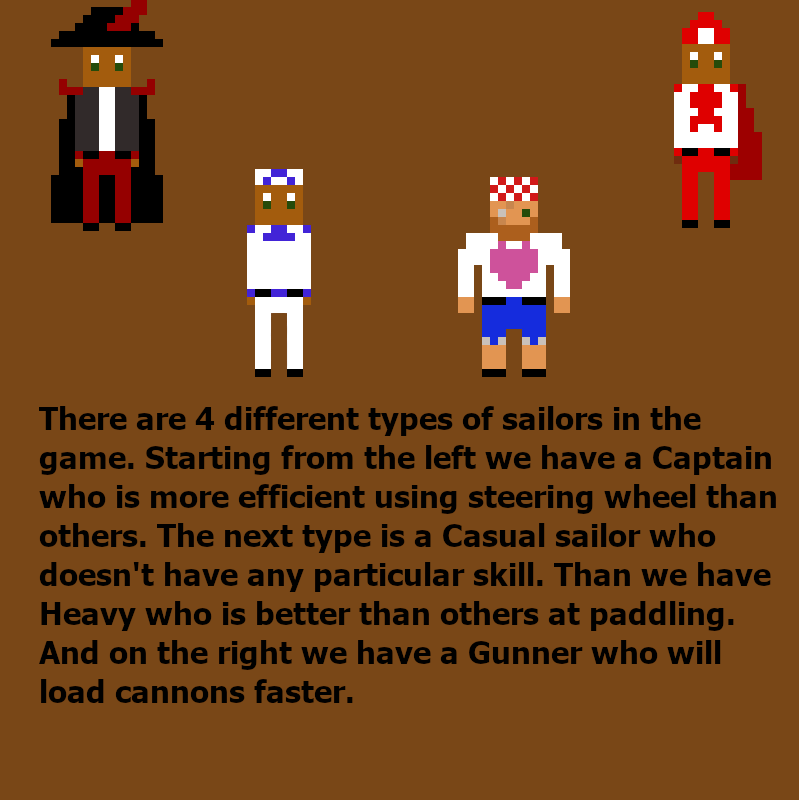 There are 4 different types of sailors in the
game. Starting from the left we have a Captain
who is more efficient using steering wheel than
others. The next type is a Casual sailor who
doesn't have any particular skill. Than we have
Heavy who is better than others at paddling.
And on the right we have a Gunner who will
load cannons faster.